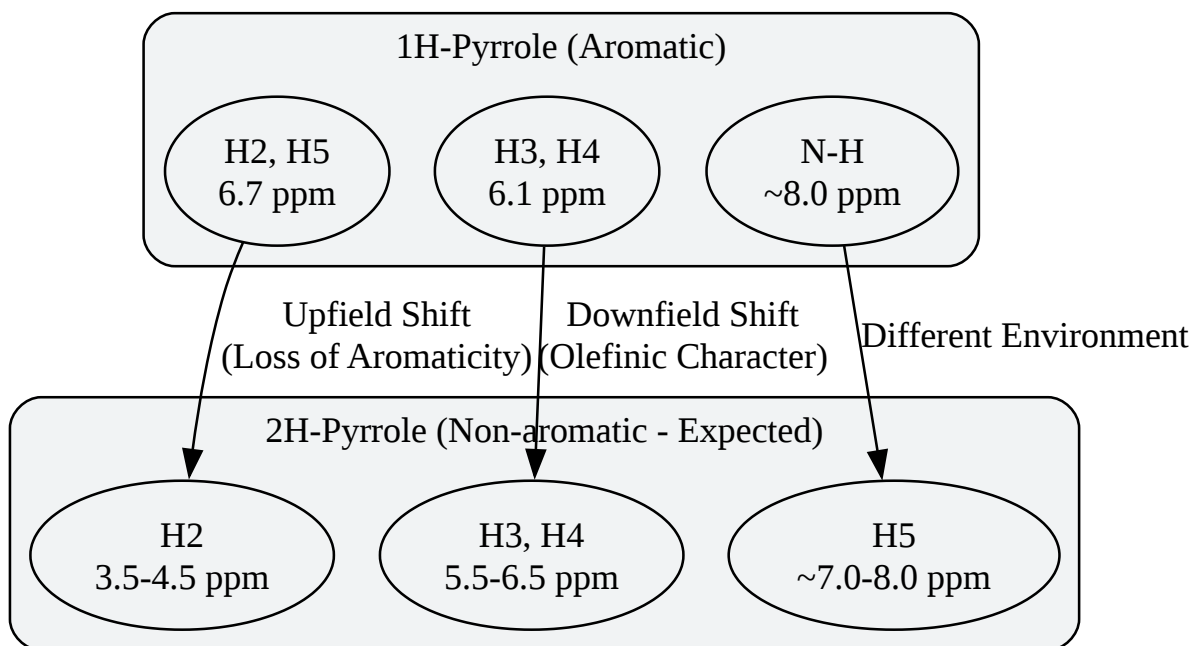 1H-Pyrrole (Aromatic)
H2, H5
6.7 ppm
H3, H4
6.1 ppm
N-H
~8.0 ppm
Upfield Shift
(Loss of Aromaticity)
Downfield Shift
(Olefinic Character)
Different Environment
2H-Pyrrole (Non-aromatic - Expected)
H2
3.5-4.5 ppm
H3, H4
5.5-6.5 ppm
H5
~7.0-8.0 ppm